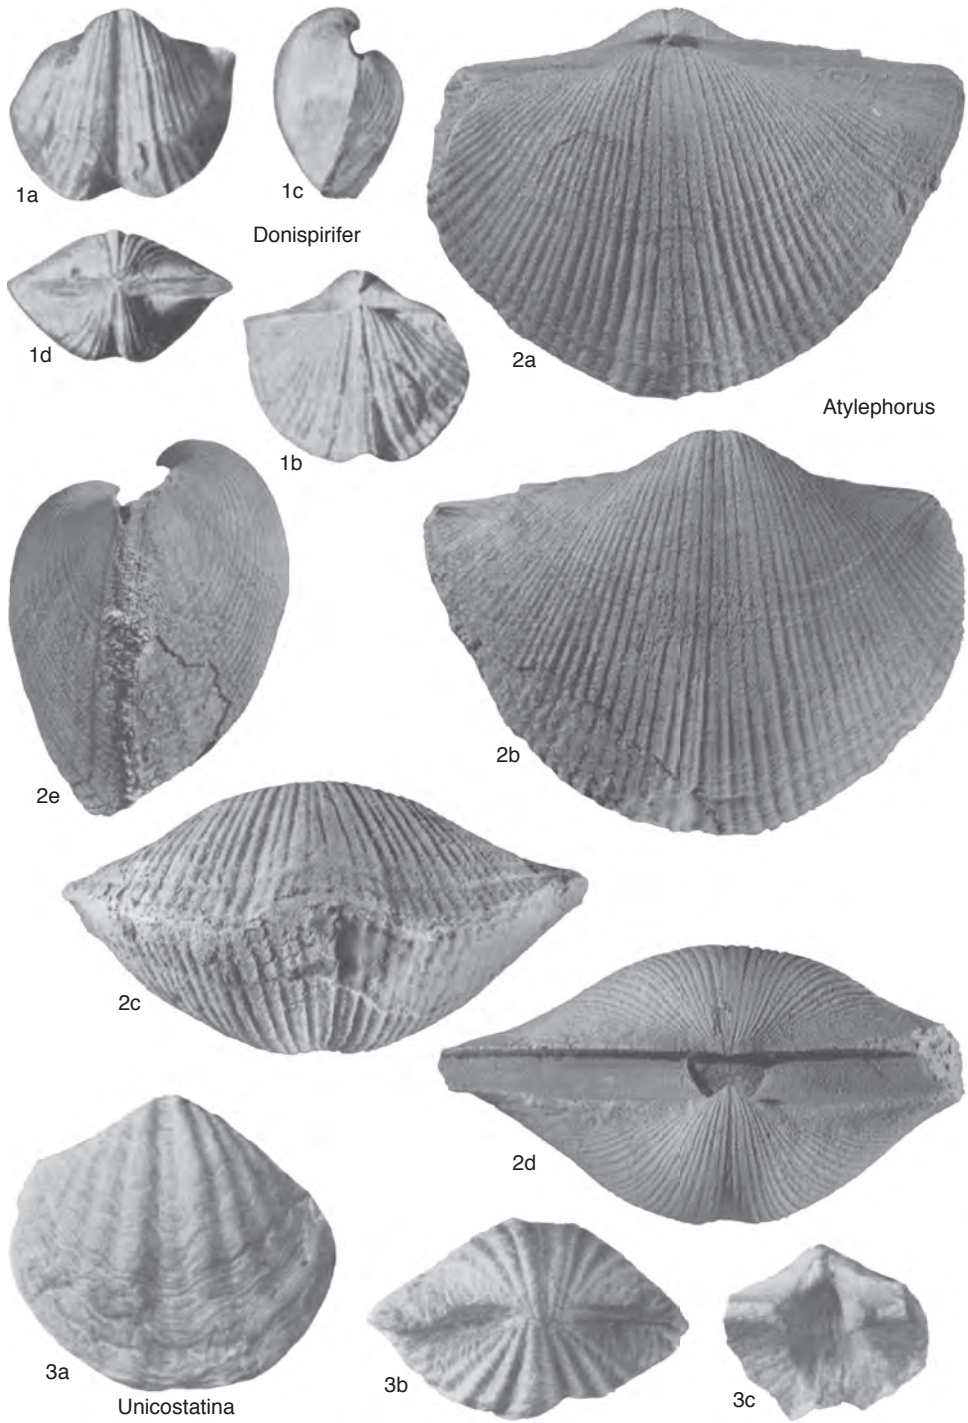 1a
1c
Donispirifer
1d
1b
2a
Atylephorus
2b
2e
2c
2d
3a
Unicostatina
3b
3c